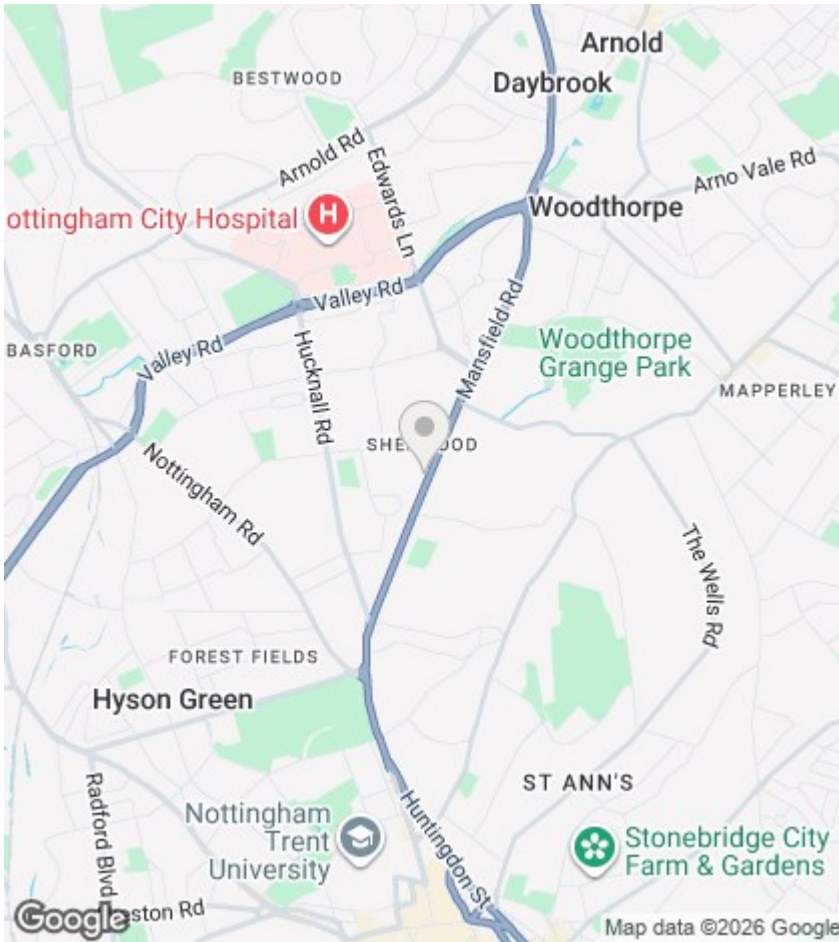 Arnold
BESTWOOD
Daybrook
Arnold Rd
Edwards Ln
Arno Vale Rd
ottingham City Hospital
H
Woodthorpe
Valley Rd
Mansfield Rd
Woodthorpe
Grange Park
BASFORD
Valley Rd
Hucknall Rd
MAPPERLEY
Nottingham Rd
The Wells Rd
FOREST FIELDS
Hyson Green
ST ANN'S
Radford Blvd
Nottingham
Trent
University
Huntingdon St
Stonebridge City
Farm & Gardens
Google
eston Rd
Map data ©2026 Google